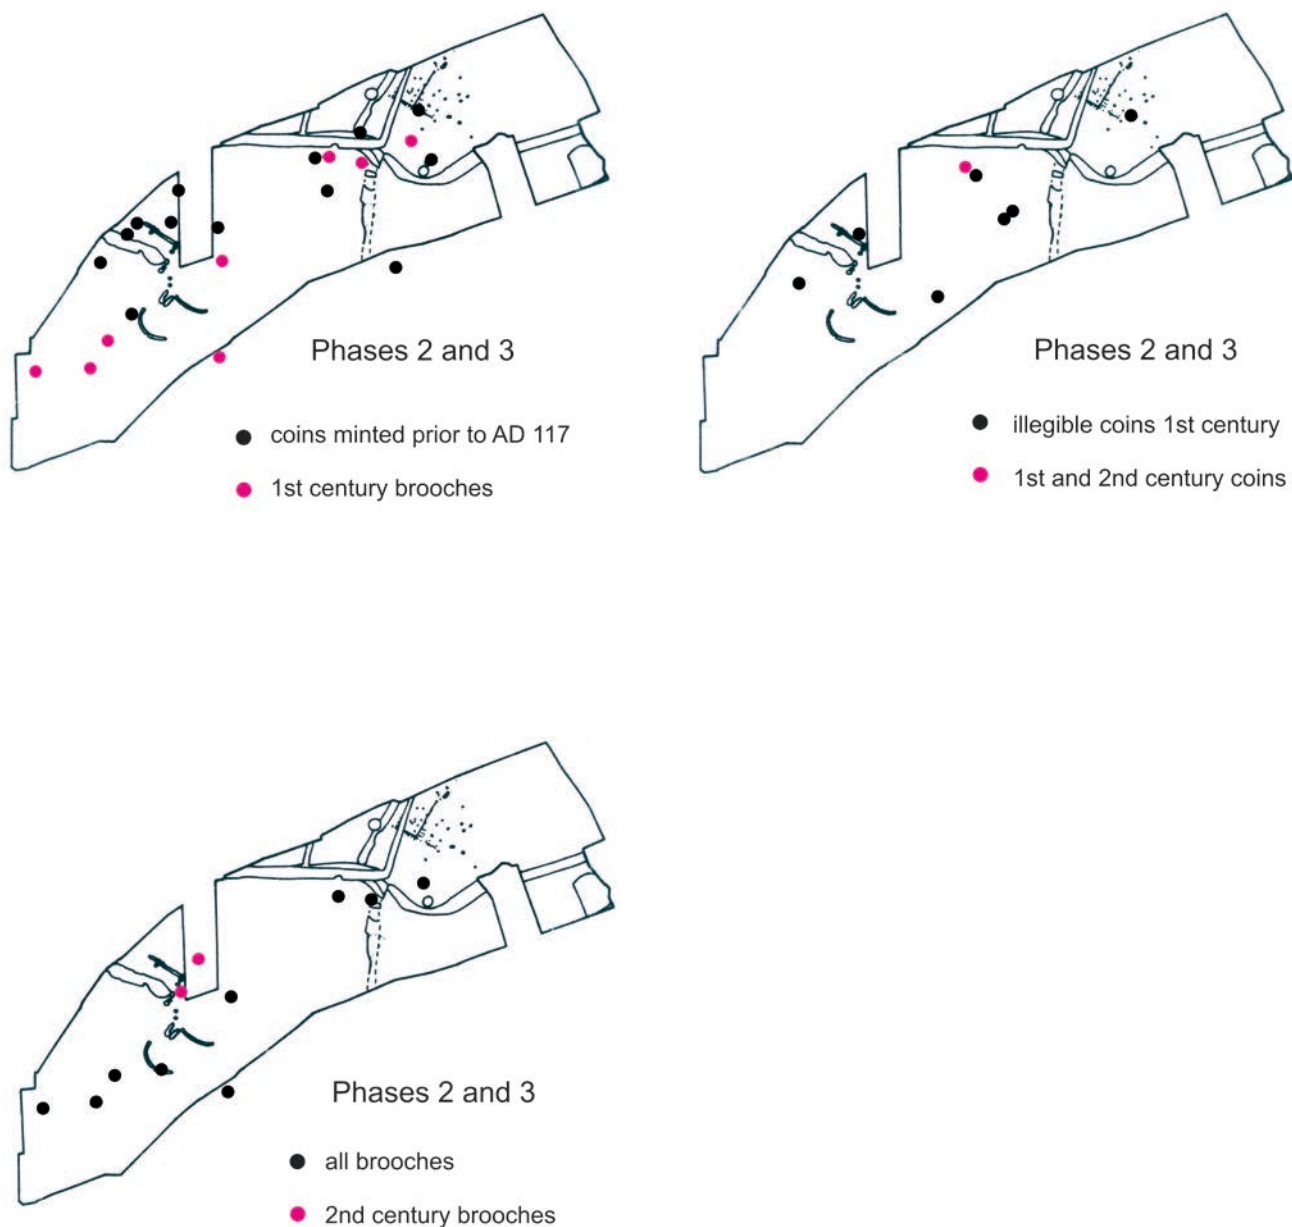 Phases 2 and 3
coins minted prior to AD 117
1st century brooches
Phases 2 and 3
illegible coins 1st century
1st and 2nd century coins
Phases 2 and 3
all brooches
2nd century brooches